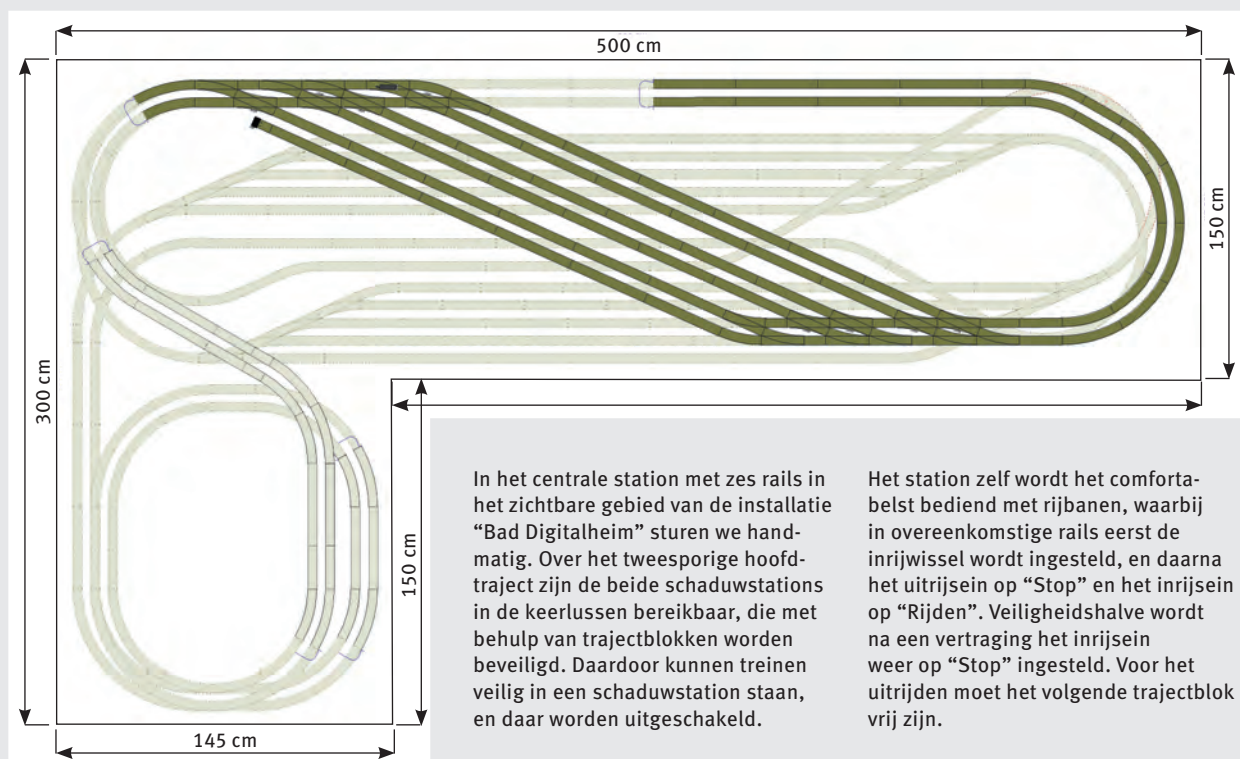 500 cm
150 cm
300 cm
150 cm
145 cm
In het centrale station met zes rails in
het zichtbare gebied van de installatie
“Bad Digitalheim” sturen we hand-
matig. Over het tweesporige hoofd-
traject zijn de beide schaduwstations
in de keerlussen bereikbaar, die met
behulp van trajectblokken worden
beveiligd. Daardoor kunnen treinen
veilig in een schaduwstation staan,
en daar worden uitgeschakeld.
Het station zelf wordt het comforta-
belst bediend met rijbanen, waarbij
in overeenkomstige rails eerst de
inrijwissel wordt ingesteld, en daarna
het uitrijsein op “Stop” en het inrijsein
op “Rijden”. Veiligheidshalve wordt
na een vertraging het inrijsein
weer op “Stop” ingesteld. Voor het
uitrijden moet het volgende trajectblok
vrij zijn.